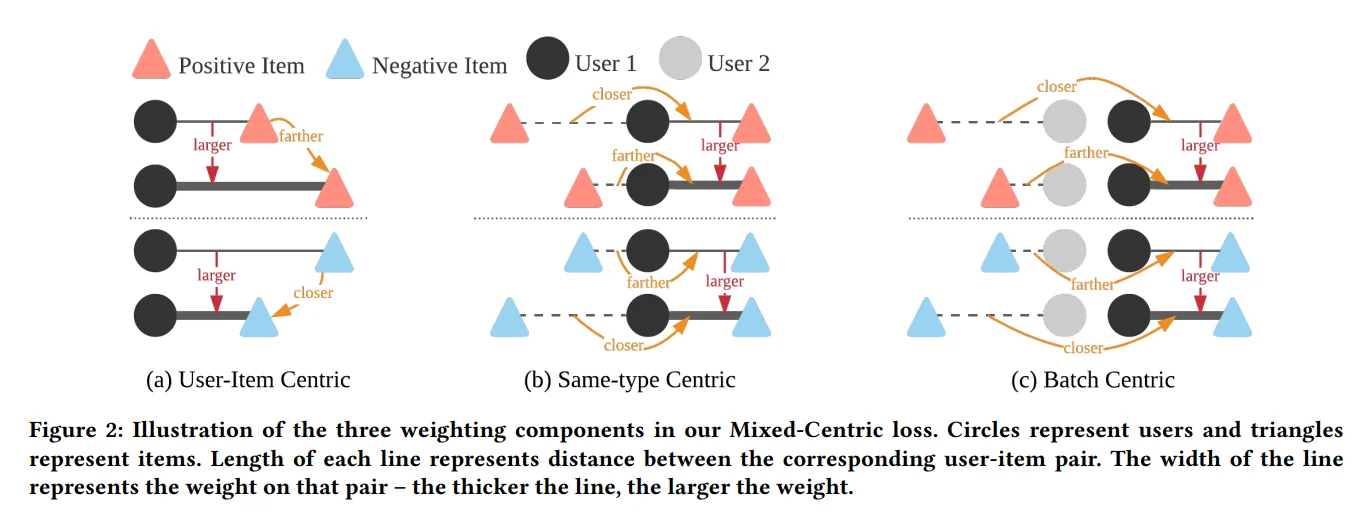 Positive Item Negative Item User 1 User 2
larger
farther
larger
closer
(a) User-Item Centric
closer
larger
farther
farther
larger
closer
(b) Same-type Centric
closer
larger
farther
larger
farther
closer
(c) Batch Centric
Figure 2: Illustration of the three weighting components in our Mixed-Centric loss. Circles represent users and triangles
represent items. Length of each line represents distance between the corresponding user-item pair. The width of the line
represents the weight on that pair – the thicker the line, the larger the weight.